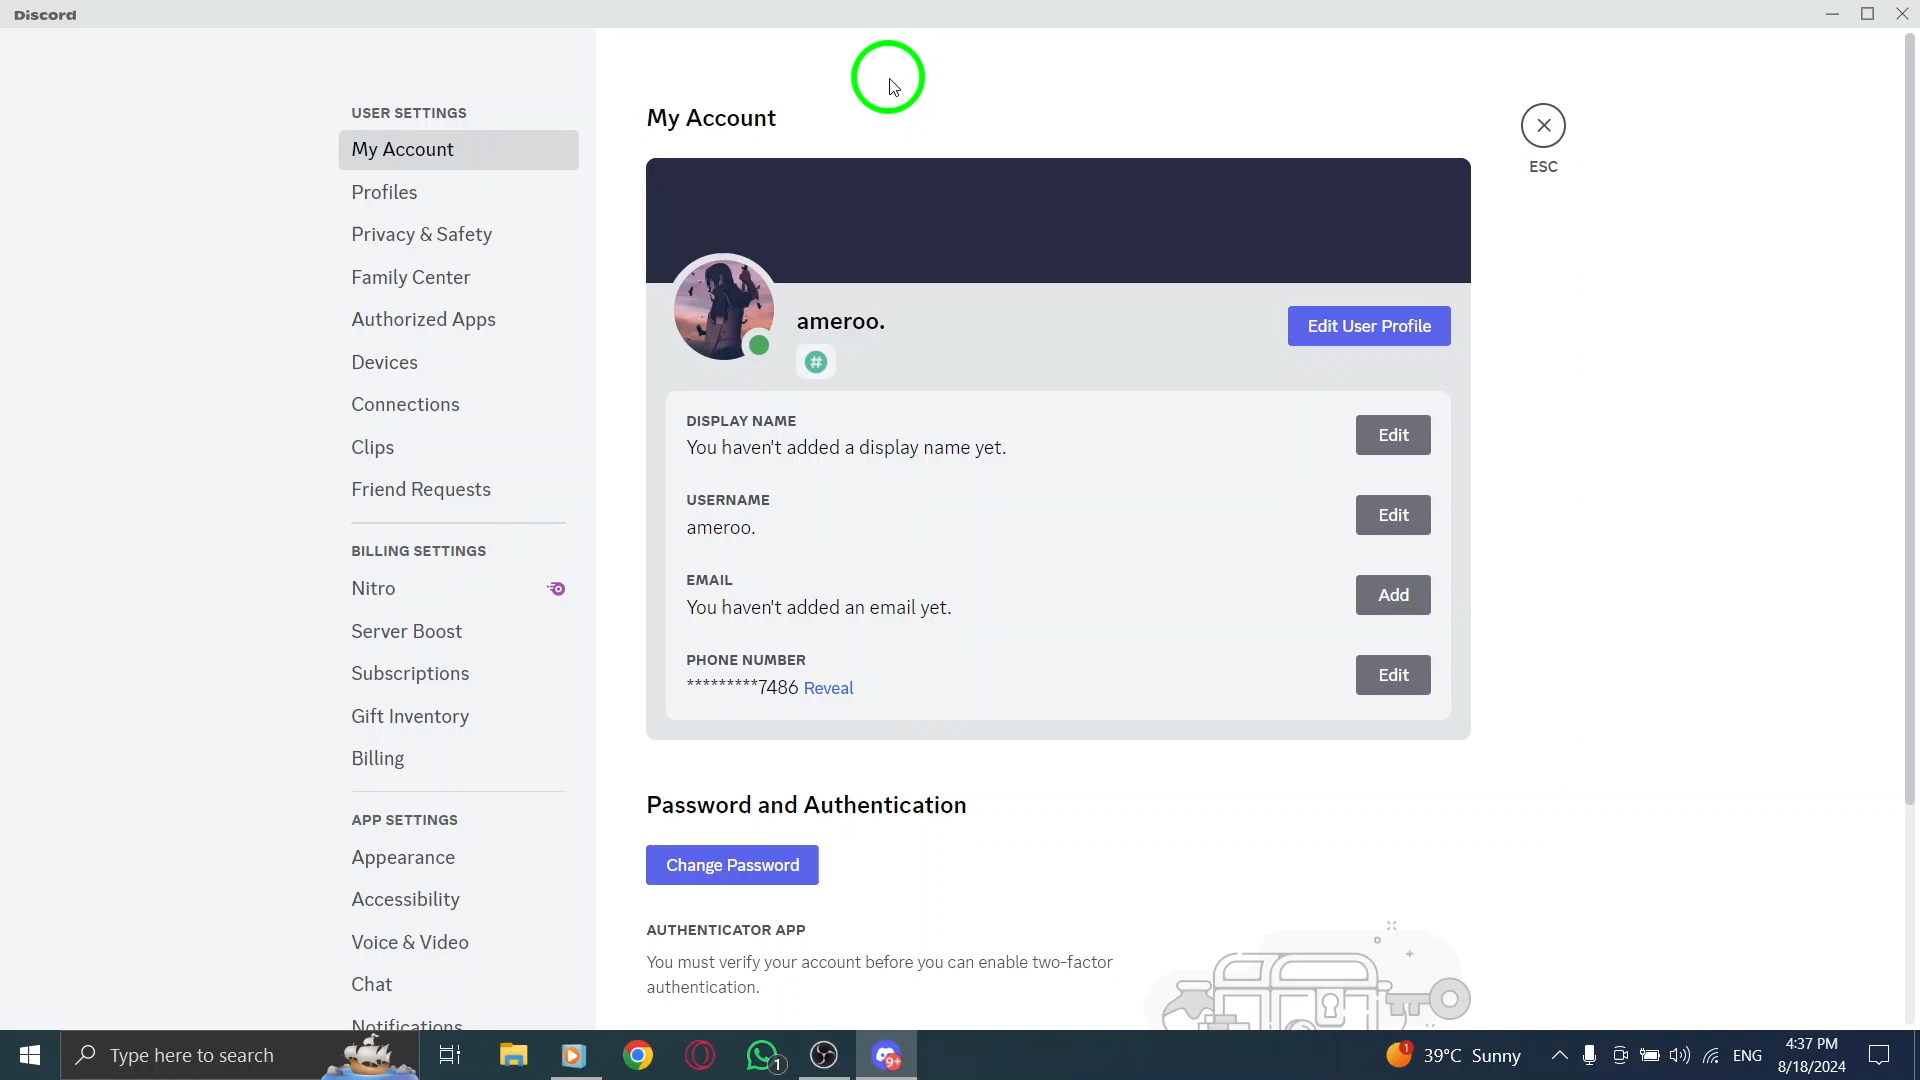 Discord
USER SETTINGS
My Account
Profiles
Privacy & Safety
Family Center
Authorized Apps
Devices
Connections
Clips
Friend Requests
BILLING SETTINGS
Nitro
Server Boost
Subscriptions
Gift Inventory
Billing
APP SETTINGS
Appearance
Accessibility
Voice & Video
Chat
Notifications
My Account
ESC
ameroo.
#
Edit User Profile
DISPLAY NAME
You haven't added a display name yet.
Edit
USERNAME
ameroo.
Edit
EMAIL
You haven't added an email yet.
Add
PHONE NUMBER
*********7486 Reveal
Edit
Password and Authentication
Change Password
AUTHENTICATOR APP
You must verify your account before you can enable two-factor
authentication.
Type here to search
1
9+
1
39°C Sunny
ENG
4:37 PM
8/18/2024